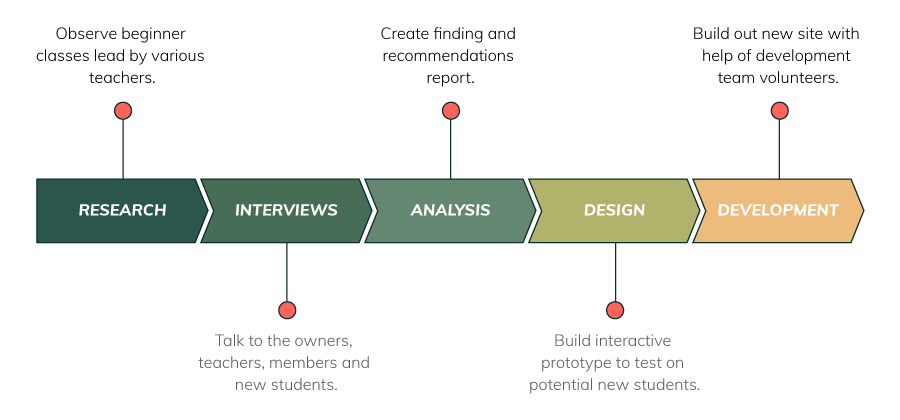 Observe beginner
classes lead by various
teachers.
Create finding and
recommendations
report.
Build out new site with
help of development
team volunteers.
RESEARCH
INTERVIEWS
ANALYSIS
DESIGN
DEVELOPMENT
Talk to the owners,
teachers, members and
new students.
Build interactive
prototype to test on
potential new students.